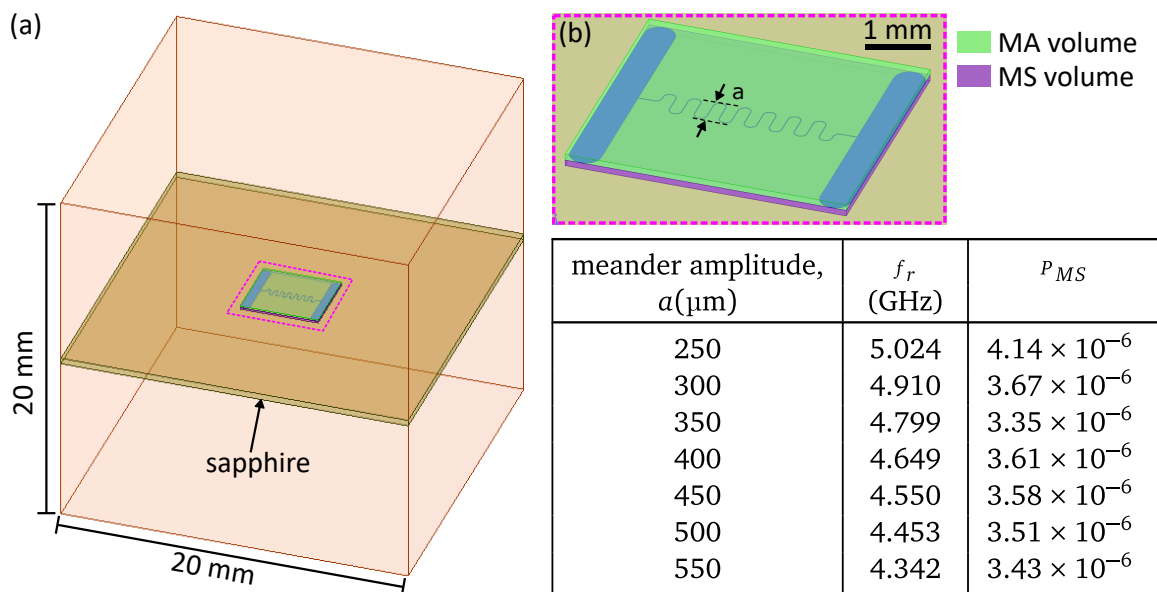 (a)
20 mm
20 mm
sapphire
(b)
a
1 mm
MA volume
MS volume
meander amplitude, a(µm) | f_r (GHz) | P_MS
250 | 5.024 | 4.14 × 10⁻⁶
300 | 4.910 | 3.67 × 10⁻⁶
350 | 4.799 | 3.35 × 10⁻⁶
400 | 4.649 | 3.61 × 10⁻⁶
450 | 4.550 | 3.58 × 10⁻⁶
500 | 4.453 | 3.51 × 10⁻⁶
550 | 4.342 | 3.43 × 10⁻⁶